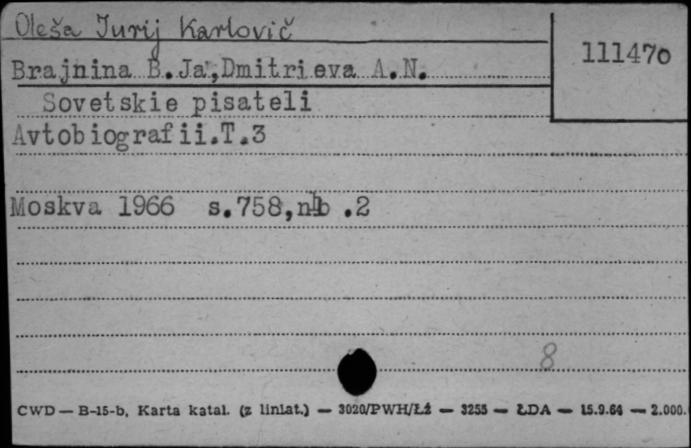 Oleša Jurij Karlovič
111470
Brajnina B.Ja.,Dmitrieva A.N.
Sovetskie pisateli
Avtobiografii.T.3
Moskva 1966 s.758,nlb .2
8
CWD — B-15-b, Karta katal. (z liniat.) — 3020/PWH/Łź — 3255 — ŁDA — 15.9.64 — 2.000.